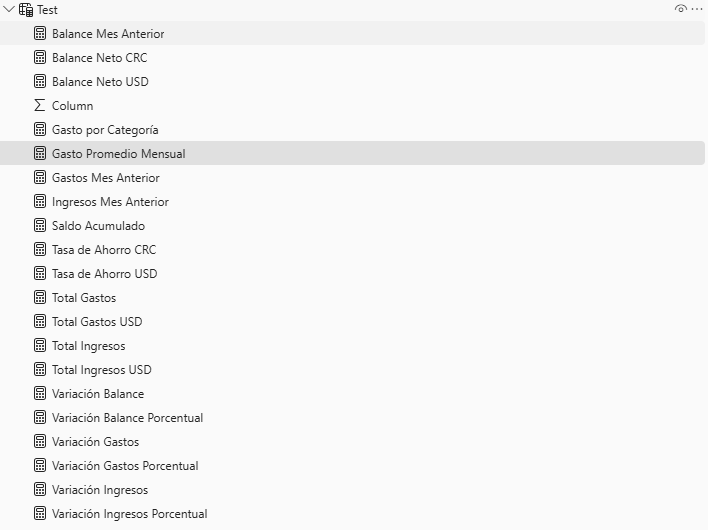 Test
Balance Mes Anterior
Balance Neto CRC
Balance Neto USD
Column
Gasto por Categoría
Gasto Promedio Mensual
Gastos Mes Anterior
Ingresos Mes Anterior
Saldo Acumulado
Tasa de Ahorro CRC
Tasa de Ahorro USD
Total Gastos
Total Gastos USD
Total Ingresos
Total Ingresos USD
Variación Balance
Variación Balance Porcentual
Variación Gastos
Variación Gastos Porcentual
Variación Ingresos
Variación Ingresos Porcentual